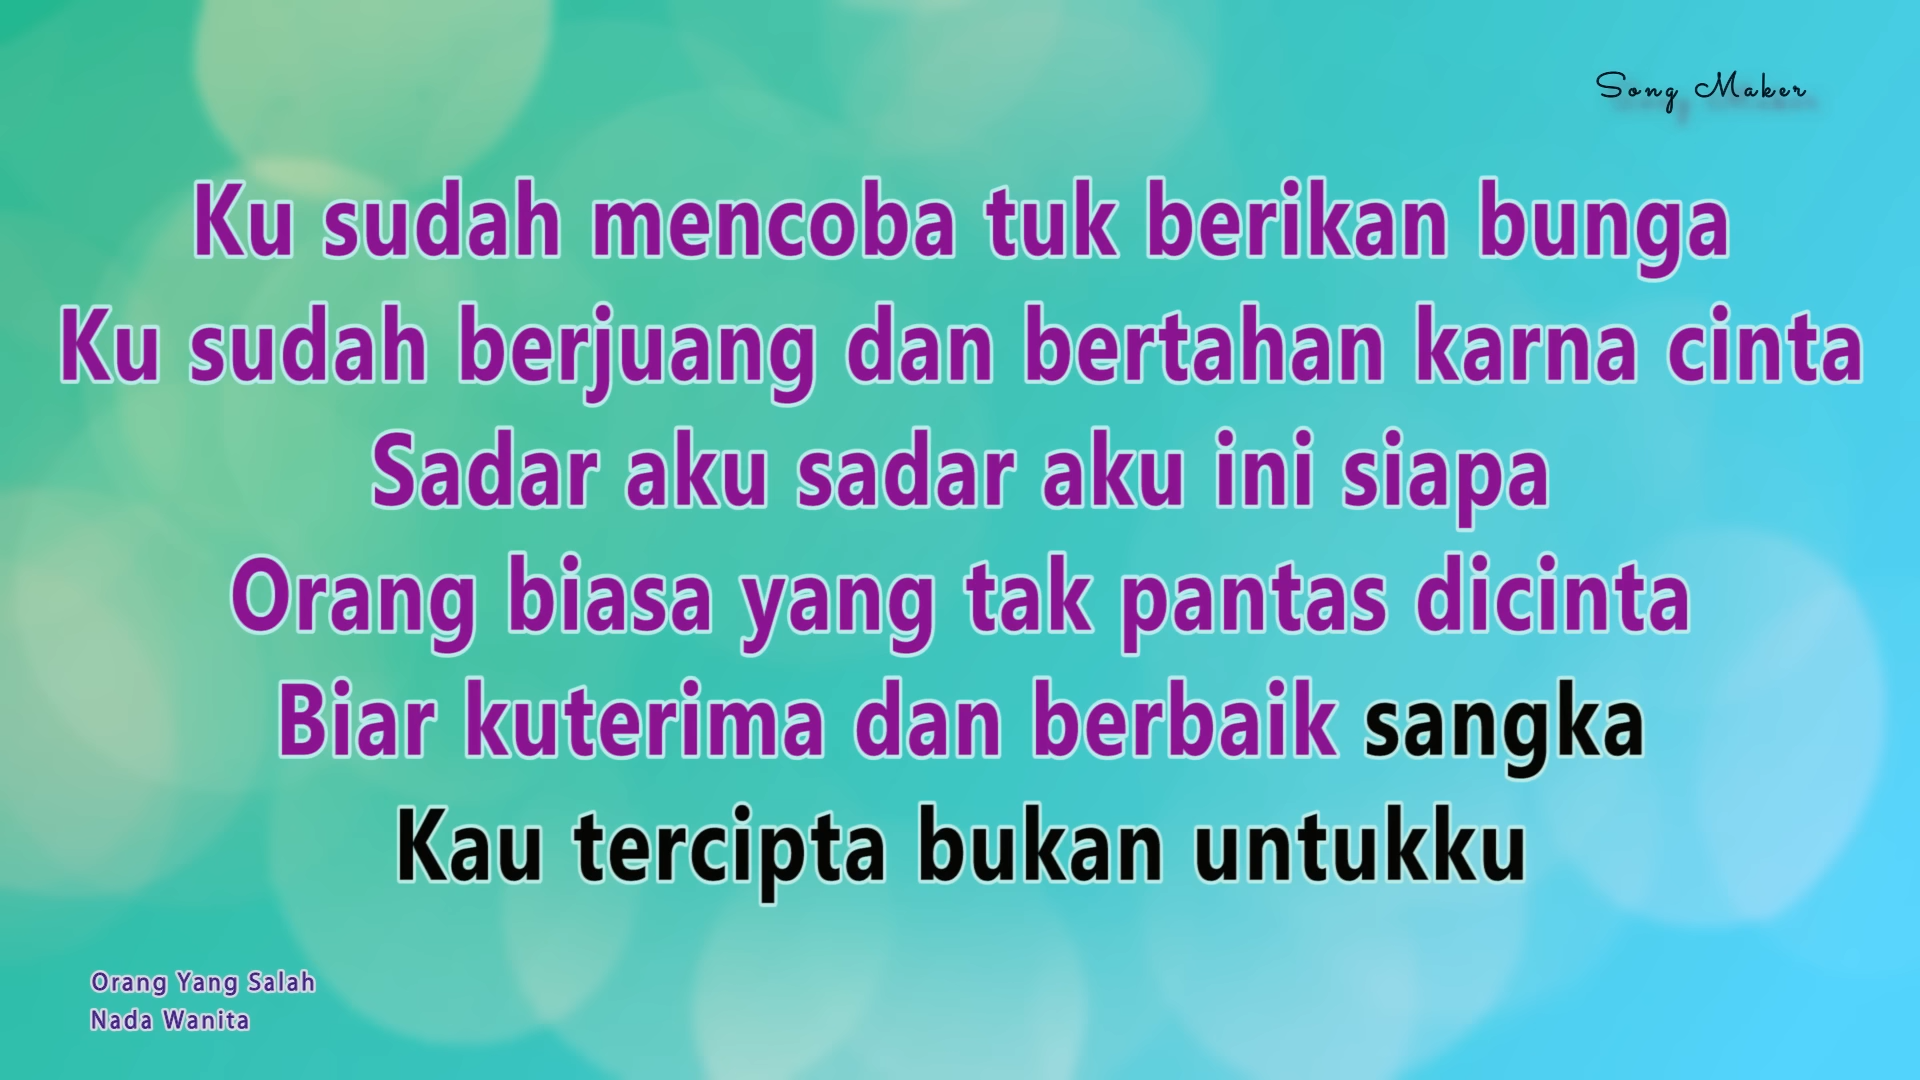 Song Maker
Ku sudah mencoba tuk berikan bunga
Ku sudah berjuang dan bertahan karna cinta
Sadar aku sadar aku ini siapa
Orang biasa yang tak pantas dicinta
Biar kuterima dan berbaik sangka
Kau tercipta bukan untukku
Orang Yang Salah
Nada Wanita